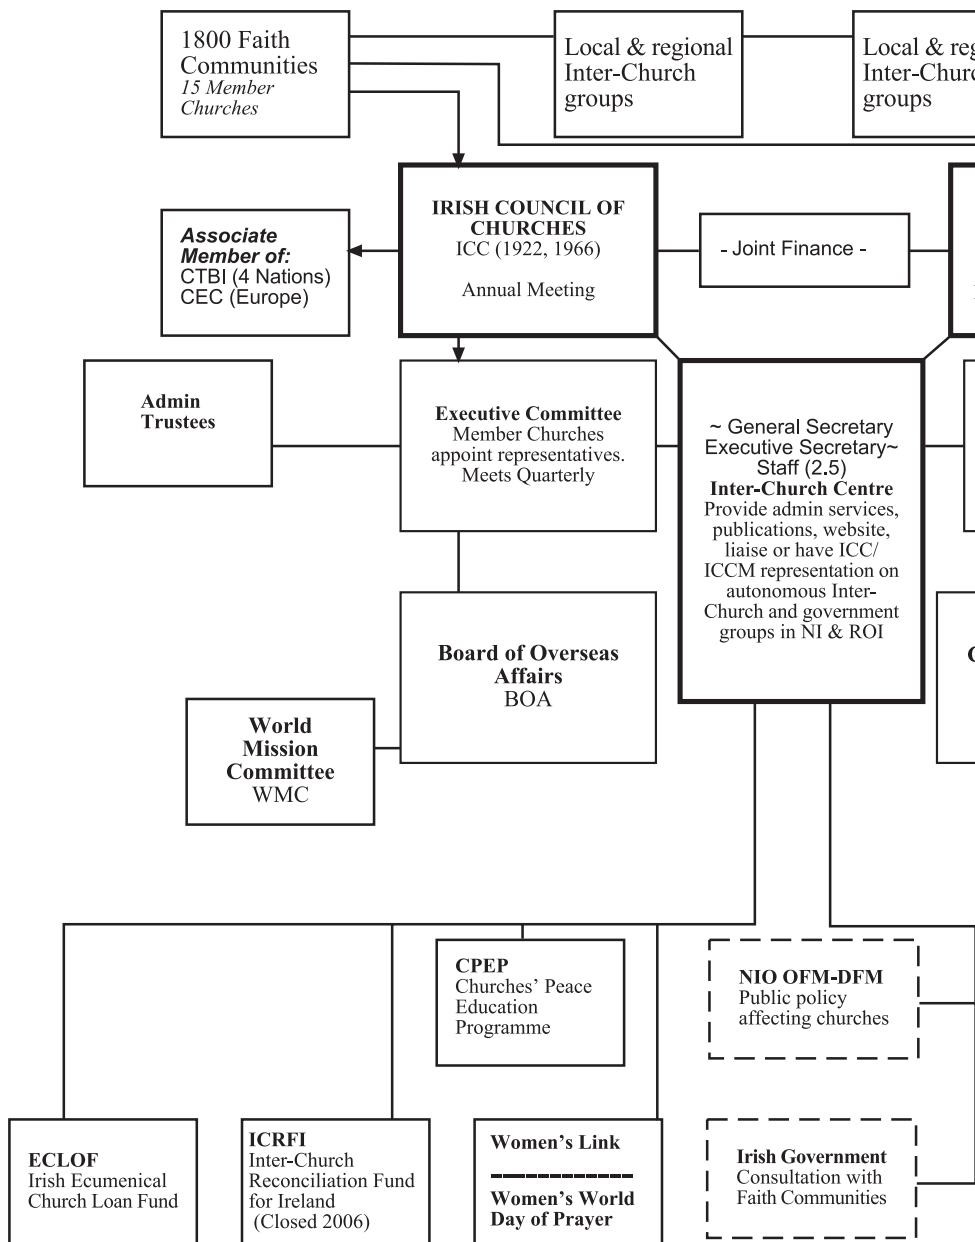 1800 Faith
Communities
15 Member
Churches
Local & regional
Inter-Church
groups
Local & reg
Inter-Churc
groups
IRISH COUNCIL OF
CHURCHES
ICC (1922, 1966)
Annual Meeting
Associate
Member of:
CTBI (4 Nations)
CEC (Europe)
- Joint Finance -
Admin
Trustees
Executive Committee
Member Churches
appoint representatives.
Meets Quarterly
~ General Secretary
Executive Secretary~
Staff (2.5)
Inter-Church Centre
Provide admin services,
publications, website,
liaise or have ICC/
ICCM representation on
autonomous Inter-
Church and government
groups in NI & ROI
Board of Overseas
Affairs
BOA
World
Mission
Committee
WMC
CPEP
Churches’ Peace
Education
Programme
NIO OFM-DFM
Public policy
affecting churches
ECLOF
Irish Ecumenical
Church Loan Fund
ICRFI
Inter-Church
Reconciliation Fund
for Ireland
(Closed 2006)
Women’s Link
Women’s World
Day of Prayer
Irish Government
Consultation with
Faith Communities